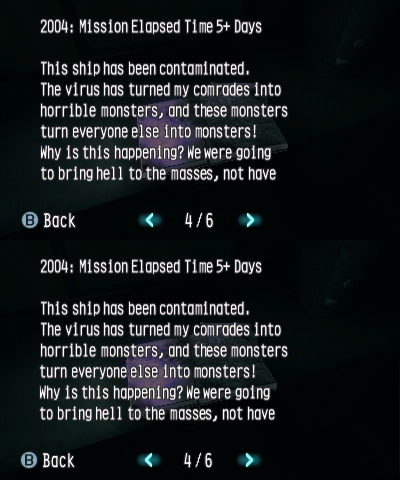 2004: Mission Elapsed Time 5+ Days
This ship has been contaminated.
The virus has turned my comrades into
horrible monsters, and these monsters
turn everyone else into monsters!
Why is this happening? We were going
to bring hell to the masses, not have
B Back < 4/6 >
2004: Mission Elapsed Time 5+ Days
This ship has been contaminated.
The virus has turned my comrades into
horrible monsters, and these monsters
turn everyone else into monsters!
Why is this happening? We were going
to bring hell to the masses, not have
B Back < 4/6 >